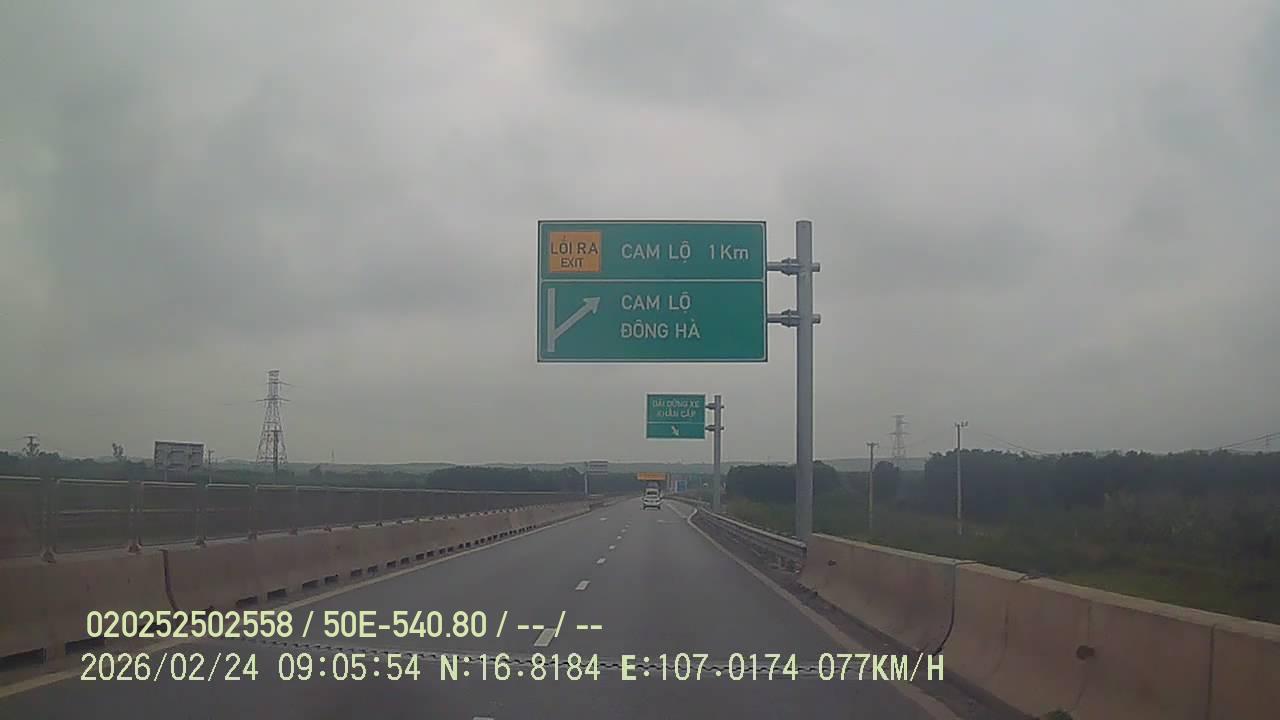 LỐI RA
EXIT
CAM LỘ 1Km
CAM LỘ
ĐÔNG HÀ
DẢI DỪNG XE
KHẨN CẤP
020252502558 / 50E-540.80 / -- / --
2026/02/24 09:05:54 N:16.8184 E:107.0174 077KM/H